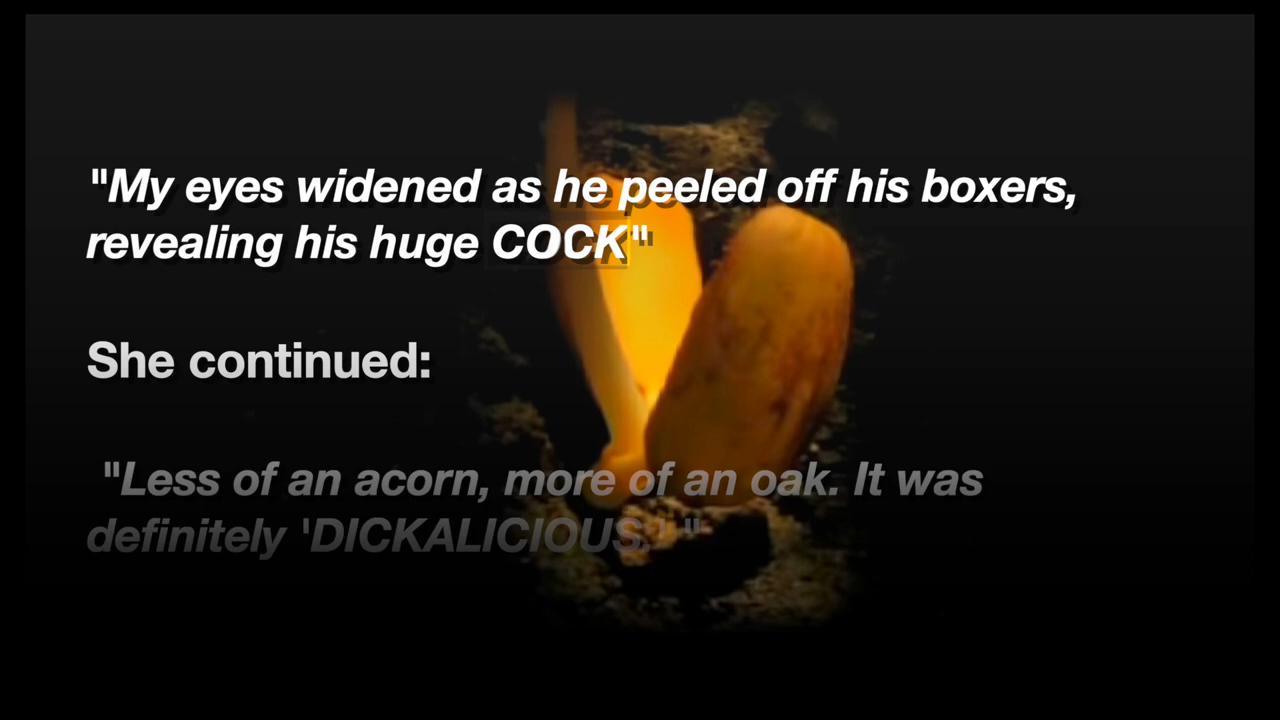 "My eyes widened as he peeled off his boxers,
revealing his huge COCK"
She continued:
"Less of an acorn, more of an oak. It was
definitely 'DICKALICIOUS.' "